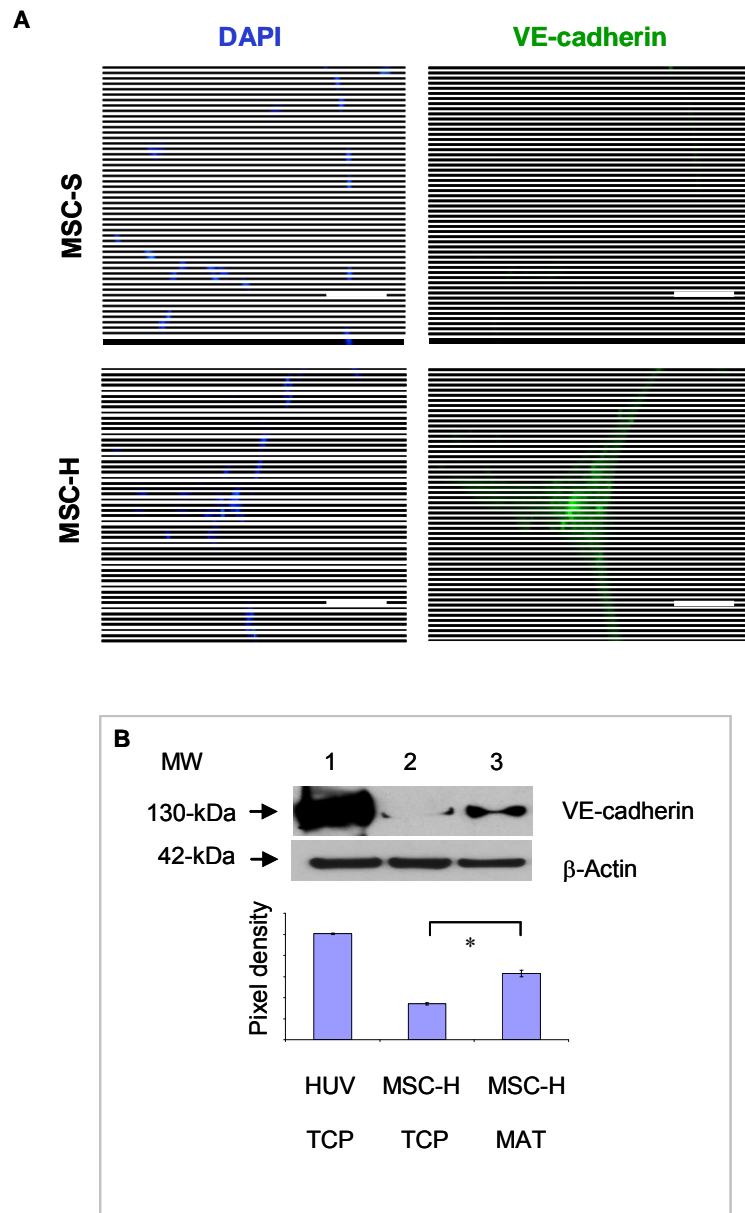 A
DAPI VE-cadherin
MSC-S
MSC-H
B
MW 1 2 3
130-kDa VE-cadherin
42-kDa β-Actin
Pixel density
*
HUV MSC-H MSC-H
TCP TCP MAT